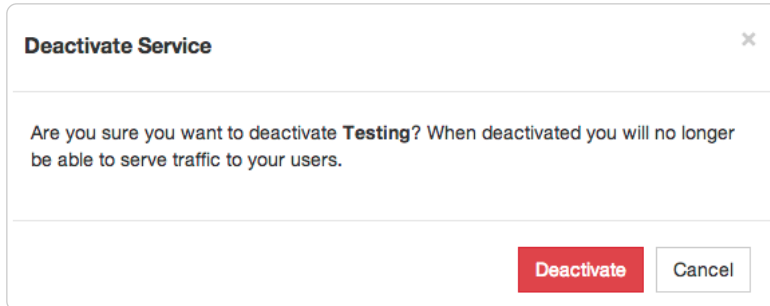 Deactivate Service ×
Are you sure you want to deactivate Testing? When deactivated you will no longer
be able to serve traffic to your users.
Deactivate Cancel